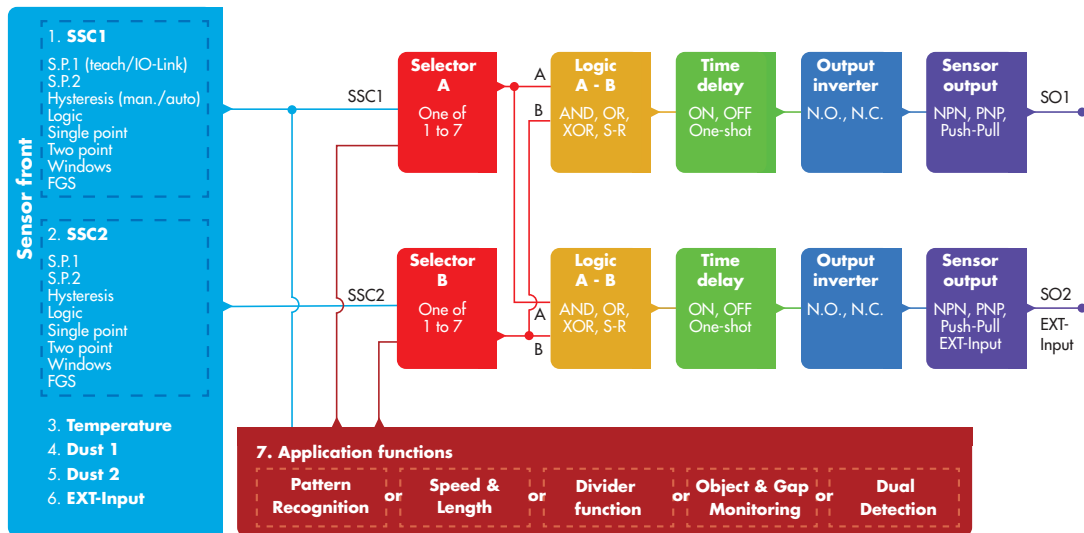 Sensor front
1. SSC1
S.P.1 (teach/IO-Link)
S.P.2
Hysteresis (man./auto)
Logic
Single point
Two point
Windows
FGS
2. SSC2
S.P.1
S.P.2
Hysteresis
Logic
Single point
Two point
Windows
FGS
3. Temperature
4. Dust 1
5. Dust 2
6. EXT-Input
SSC1
Selector
A
One of
1 to 7
A
B
Logic
A - B
AND, OR,
XOR, S-R
Time
delay
ON, OFF
One-shot
Output
inverter
N.O., N.C.
Sensor
output
NPN, PNP,
Push-Pull
SO1
SSC2
Selector
B
One of
1 to 7
A
B
Logic
A - B
AND, OR,
XOR, S-R
Time
delay
ON, OFF
One-shot
Output
inverter
N.O., N.C.
Sensor
output
NPN, PNP,
Push-Pull
EXT-Input
SO2
EXT-
Input
7. Application functions
Pattern
Recognition
or
Speed &
Length
or
Divider
function
or
Object & Gap
Monitoring
or
Dual
Detection